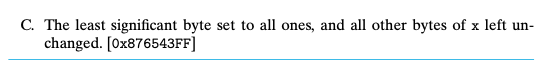 C. The least significant byte set to all ones, and all other bytes of x left un-
changed. [0x876543FF]